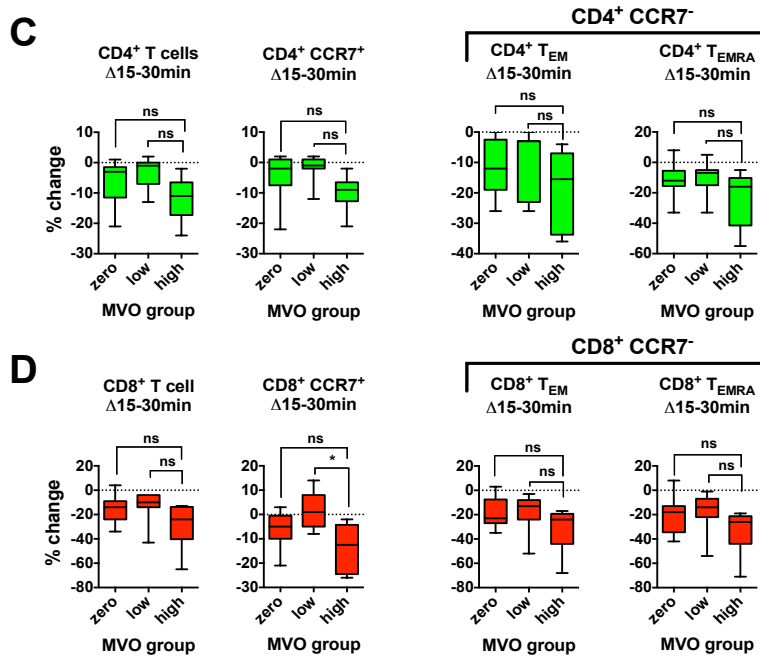 C
CD4⁺ CCR7⁻
CD4⁺ T cells
Δ15-30min
CD4⁺ CCR7⁺
Δ15-30min
CD4⁺ TEM
Δ15-30min
CD4⁺ TEMRA
Δ15-30min
ns
ns
ns
ns
ns
ns
ns
ns
% change
10
0
-10
-20
-30
10
0
-10
-20
-30
0
-10
-20
-30
-40
20
0
-20
-40
-60
zero low high
zero low high
zero low high
zero low high
MVO group
MVO group
MVO group
MVO group
D
CD8⁺ CCR7⁻
CD8⁺ T cell
Δ15-30min
CD8⁺ CCR7⁺
Δ15-30min
CD8⁺ TEM
Δ15-30min
CD8⁺ TEMRA
Δ15-30min
ns
ns
ns
*
ns
ns
ns
ns
% change
20
0
-20
-40
-60
-80
20
10
0
-10
-20
-30
20
0
-20
-40
-60
-80
20
0
-20
-40
-60
-80
zero low high
zero low high
zero low high
zero low high
MVO group
MVO group
MVO group
MVO group